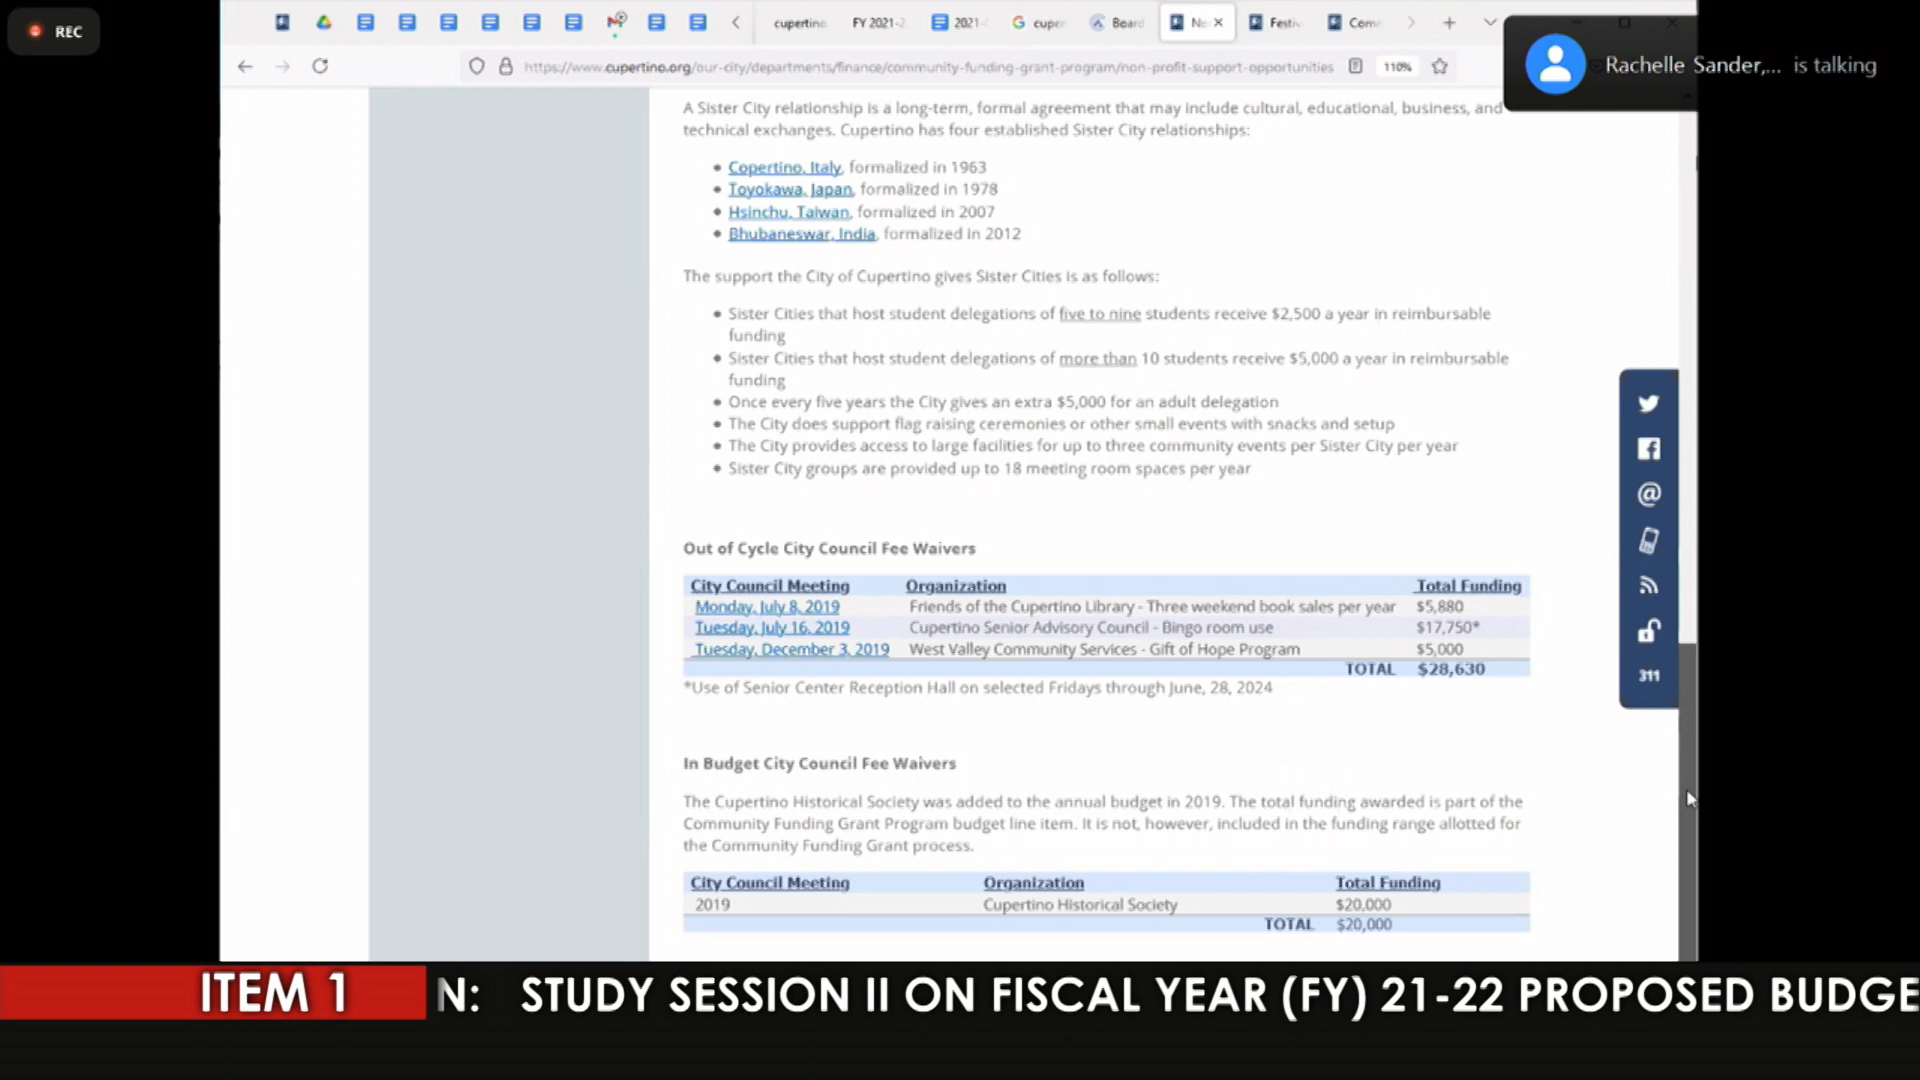 REC
cupertino
FY 2021-2
2021-
cuper
Board
No
Festiv
Com
https://www.cupertino.org/our-city/departments/finance/community-funding-grant-program/non-profit-support-opportunities
110%
Rachelle Sander,... is talking
A Sister City relationship is a long-term, formal agreement that may include cultural, educational, business, and
technical exchanges. Cupertino has four established Sister City relationships:
Copertino, Italy, formalized in 1963
Toyokawa, Japan, formalized in 1978
Hsinchu, Taiwan, formalized in 2007
Bhubaneswar, India, formalized in 2012
The support the City of Cupertino gives Sister Cities is as follows:
Sister Cities that host student delegations of five to nine students receive $2,500 a year in reimbursable
funding
Sister Cities that host student delegations of more than 10 students receive $5,000 a year in reimbursable
funding
Once every five years the City gives an extra $5,000 for an adult delegation
The City does support flag raising ceremonies or other small events with snacks and setup
The City provides access to large facilities for up to three community events per Sister City per year
Sister City groups are provided up to 18 meeting room spaces per year
Out of Cycle City Council Fee Waivers
City Council Meeting Organization Total Funding
Monday, July 8, 2019 Friends of the Cupertino Library - Three weekend book sales per year $5,880
Tuesday, July 16, 2019 Cupertino Senior Advisory Council - Bingo room use $17,750*
Tuesday, December 3, 2019 West Valley Community Services - Gift of Hope Program $5,000
TOTAL $28,630
*Use of Senior Center Reception Hall on selected Fridays through June, 28, 2024
In Budget City Council Fee Waivers
The Cupertino Historical Society was added to the annual budget in 2019. The total funding awarded is part of the
Community Funding Grant Program budget line item. It is not, however, included in the funding range allotted for
the Community Funding Grant process.
City Council Meeting Organization Total Funding
2019 Cupertino Historical Society $20,000
TOTAL $20,000
311
ITEM 1 N: STUDY SESSION II ON FISCAL YEAR (FY) 21-22 PROPOSED BUDGE